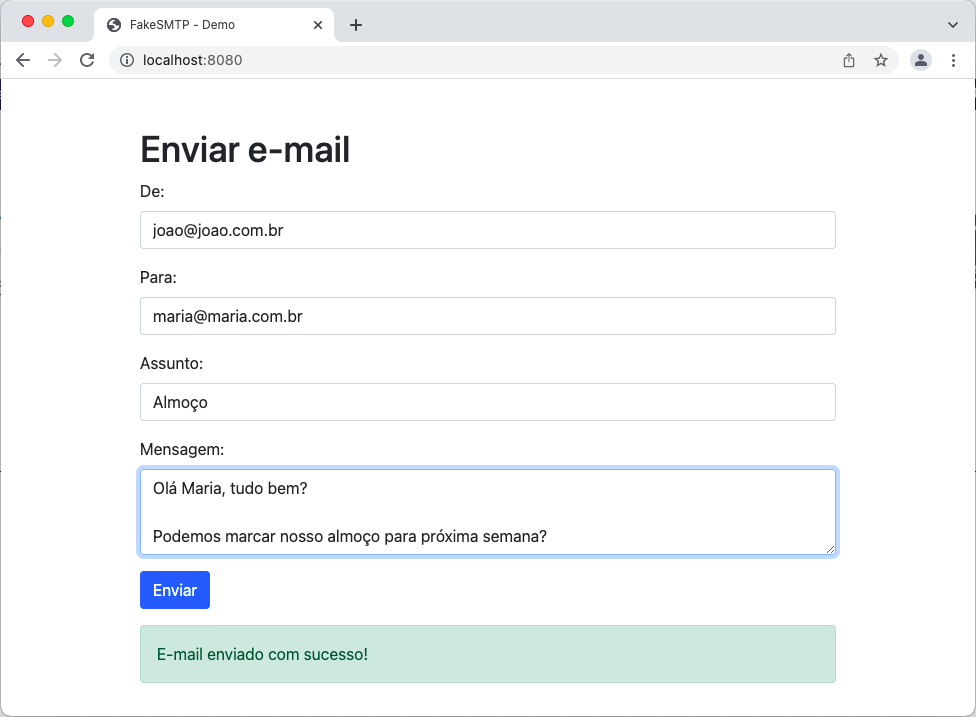 FakeSMTP - Demo
localhost:8080
Enviar e-mail
De:
joao@joao.com.br
Para:
maria@maria.com.br
Assunto:
Almoço
Mensagem:
Olá Maria, tudo bem?
Podemos marcar nosso almoço para próxima semana?
Enviar
E-mail enviado com sucesso!